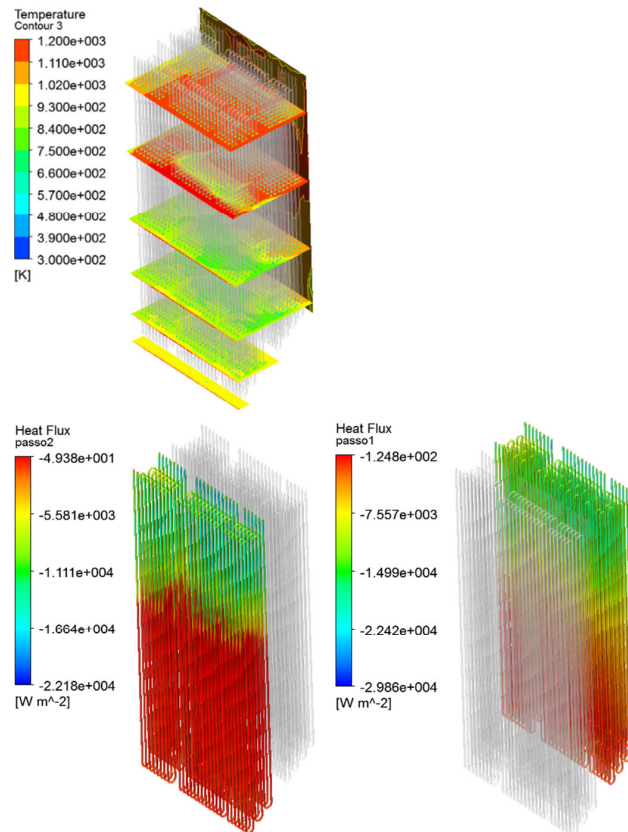 Temperature
Contour 3
1.200e+003
1.110e+003
1.020e+003
9.300e+002
8.400e+002
7.500e+002
6.600e+002
5.700e+002
4.800e+002
3.900e+002
3.000e+002
[K]
Heat Flux
passo2
-4.938e+001
-5.581e+003
-1.111e+004
-1.664e+004
-2.218e+004
[W m^-2]
Heat Flux
passo1
-1.248e+002
-7.557e+003
-1.499e+004
-2.242e+004
-2.986e+004
[W m^-2]